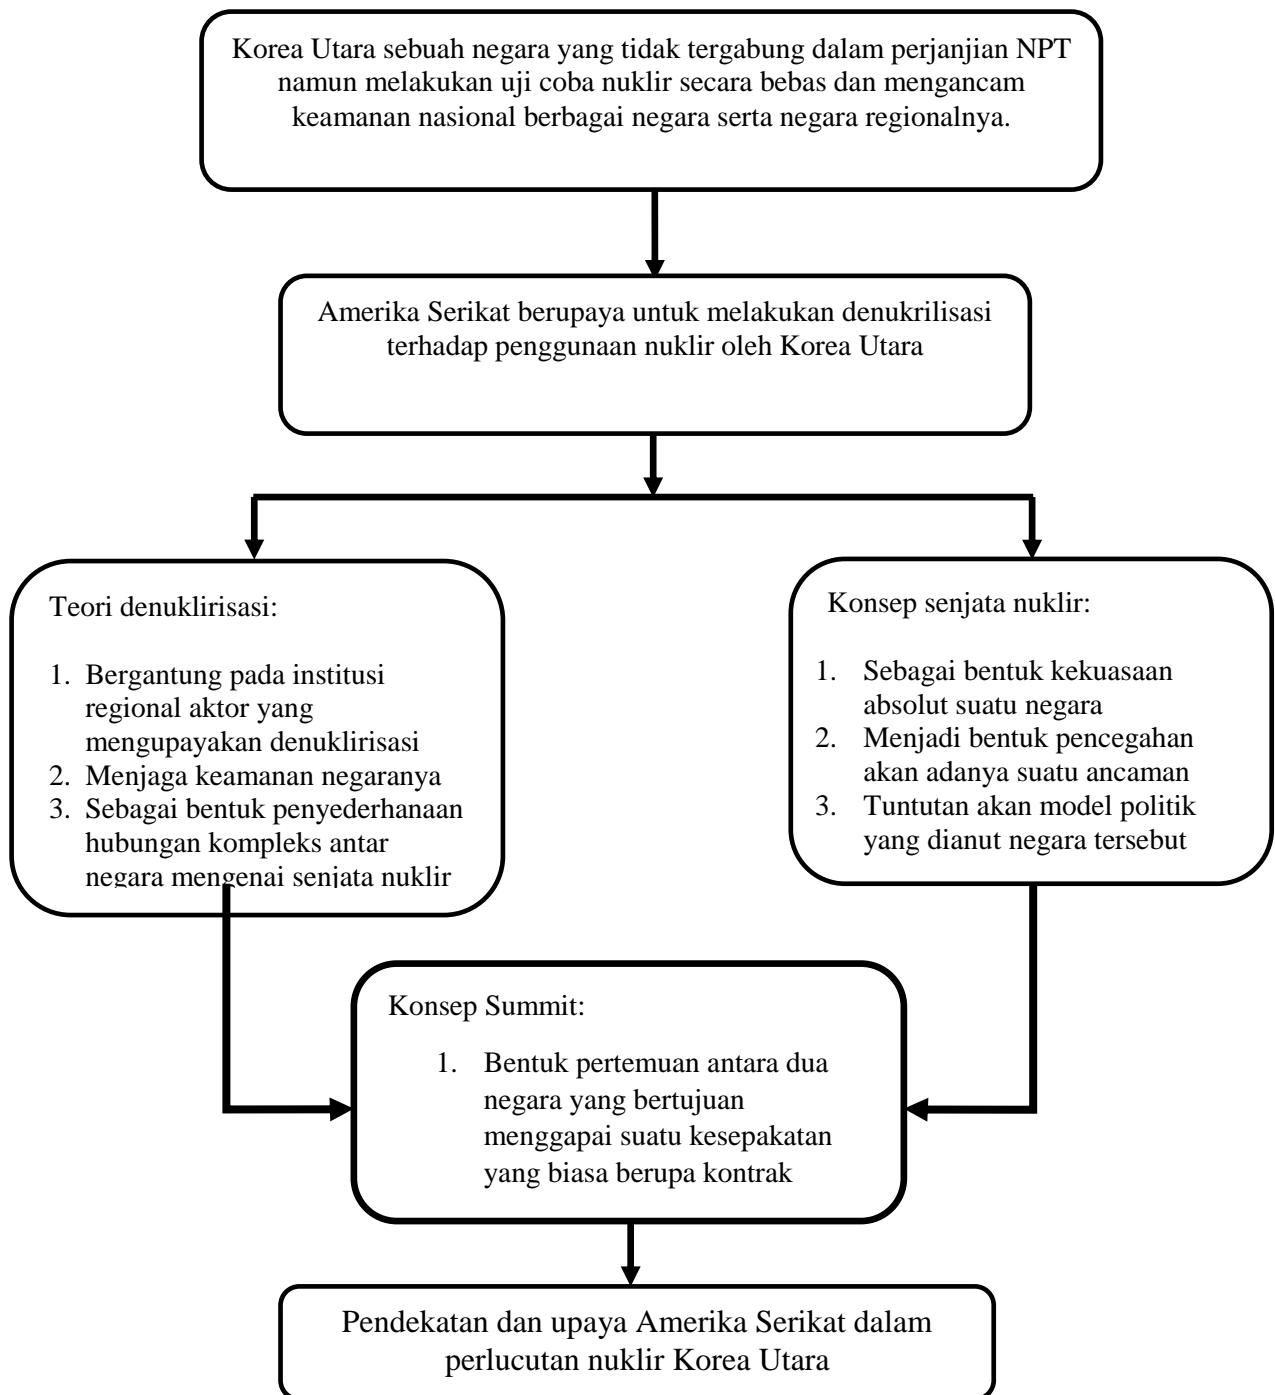 Korea Utara sebuah negara yang tidak tergabung dalam perjanjian NPT
namun melakukan uji coba nuklir secara bebas dan mengancam
keamanan nasional berbagai negara serta negara regionalnya.
Amerika Serikat berupaya untuk melakukan denukrilisasi
terhadap penggunaan nuklir oleh Korea Utara
Teori denuklirisasi:
1. Bergantung pada institusi
regional aktor yang
mengupayakan denuklirisasi
2. Menjaga keamanan negaranya
3. Sebagai bentuk penyederhanaan
hubungan kompleks antar
negara mengenai senjata nuklir
Konsep senjata nuklir:
1. Sebagai bentuk kekuasaan
absolut suatu negara
2. Menjadi bentuk pencegahan
akan adanya suatu ancaman
3. Tuntutan akan model politik
yang dianut negara tersebut
Konsep Summit:
1. Bentuk pertemuan antara dua
negara yang bertujuan
menggapai suatu kesepakatan
yang biasa berupa kontrak
Pendekatan dan upaya Amerika Serikat dalam
perlucutan nuklir Korea Utara